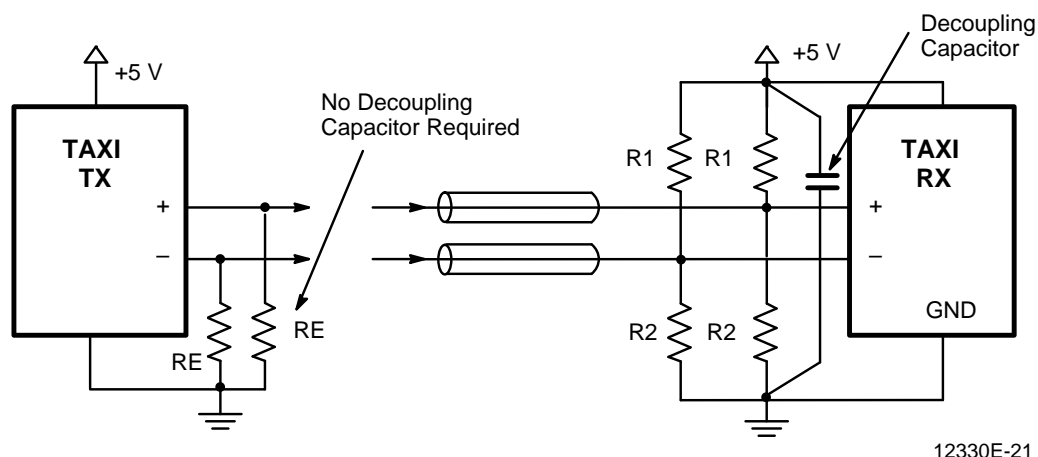 Decoupling
Capacitor
+5 V
+5 V
No Decoupling
Capacitor Required
TAXI
TX
R1
R1
TAXI
RX
+
+
–
–
GND
RE
RE
R2
R2
12330E-21